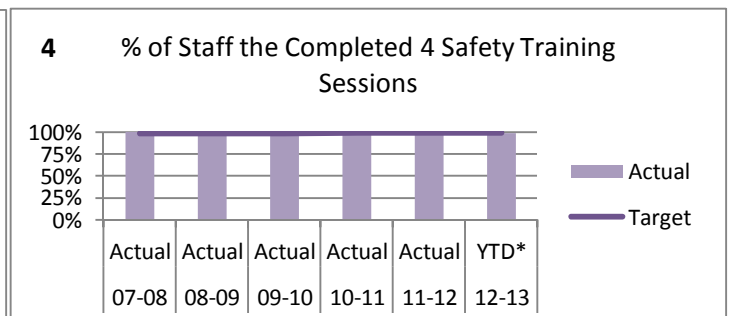 4 % of Staff the Completed 4 Safety Training
Sessions
100%
75%
50%
25%
0%
Actual
Target
Actual Actual Actual Actual Actual YTD*
07-08 08-09 09-10 10-11 11-12 12-13